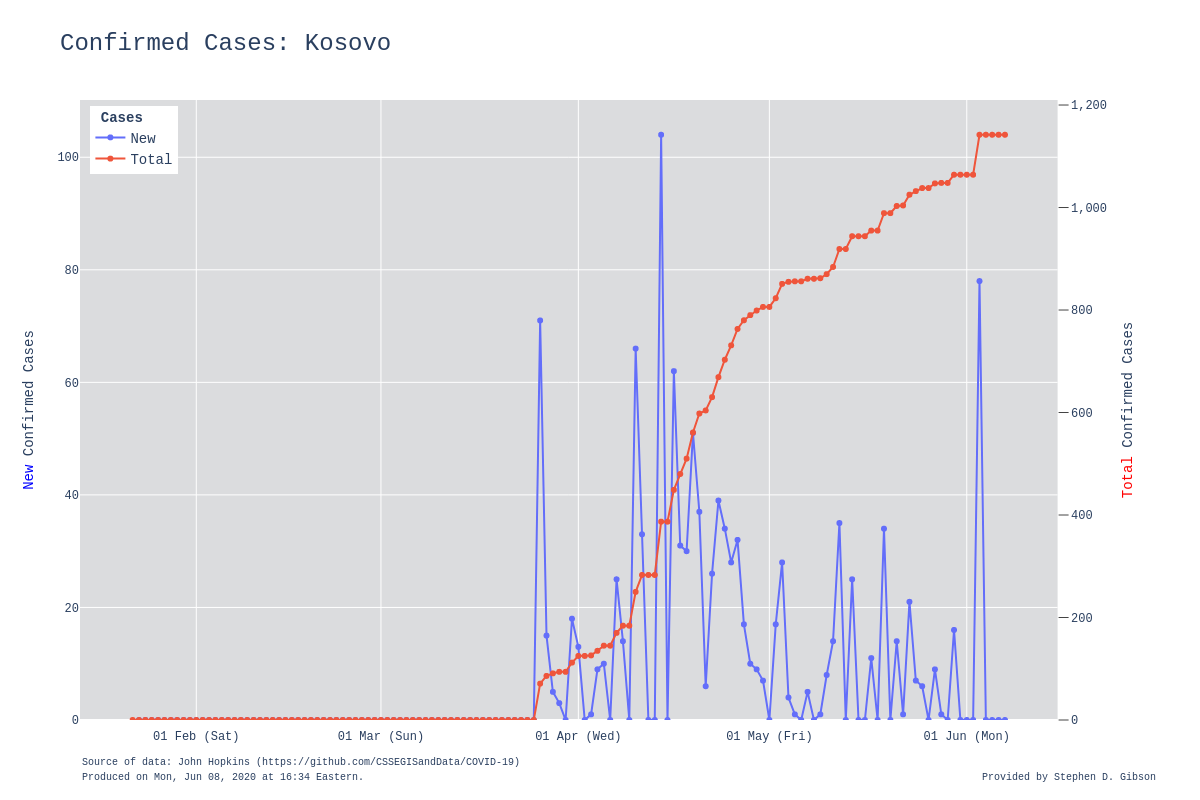 Confirmed Cases: Kosovo
Cases
New
Total
1,200
1,000
800
600
400
200
0
100
80
60
40
20
0
New Confirmed Cases
Total Confirmed Cases
01 Feb (Sat)
01 Mar (Sun)
01 Apr (Wed)
01 May (Fri)
01 Jun (Mon)
Source of data: John Hopkins (https://github.com/CSSEGISandData/COVID-19)
Produced on Mon, Jun 08, 2020 at 16:34 Eastern.
Provided by Stephen D. Gibson